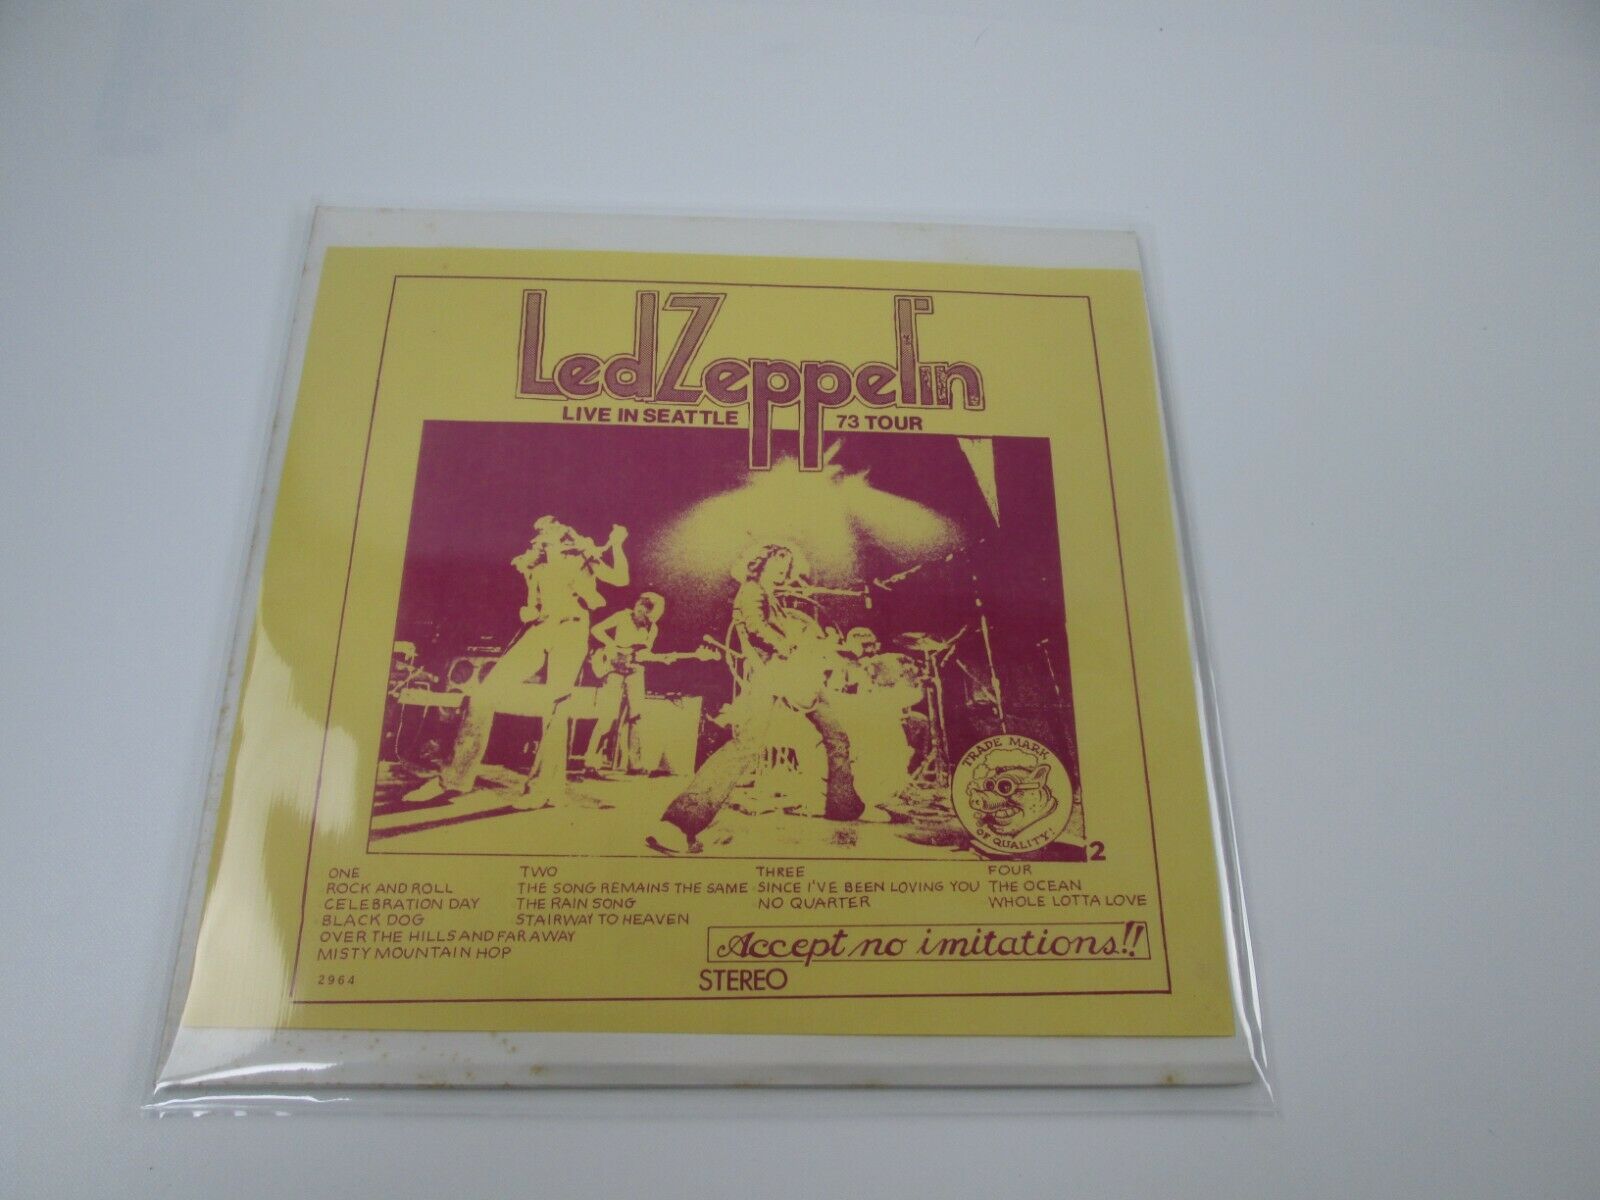 Led Zeppelin
LIVE IN SEATTLE 73 TOUR
TRADE MARK
OF QUALITY!
2
ONE
ROCK AND ROLL
CELEBRATION DAY
BLACK DOG
OVER THE HILLS AND FAR AWAY
MISTY MOUNTAIN HOP
TWO
THE SONG REMAINS THE SAME
THE RAIN SONG
STAIRWAY TO HEAVEN
THREE
SINCE I'VE BEEN LOVING YOU
NO QUARTER
FOUR
THE OCEAN
WHOLE LOTTA LOVE
Accept no imitations!!
2964
STEREO